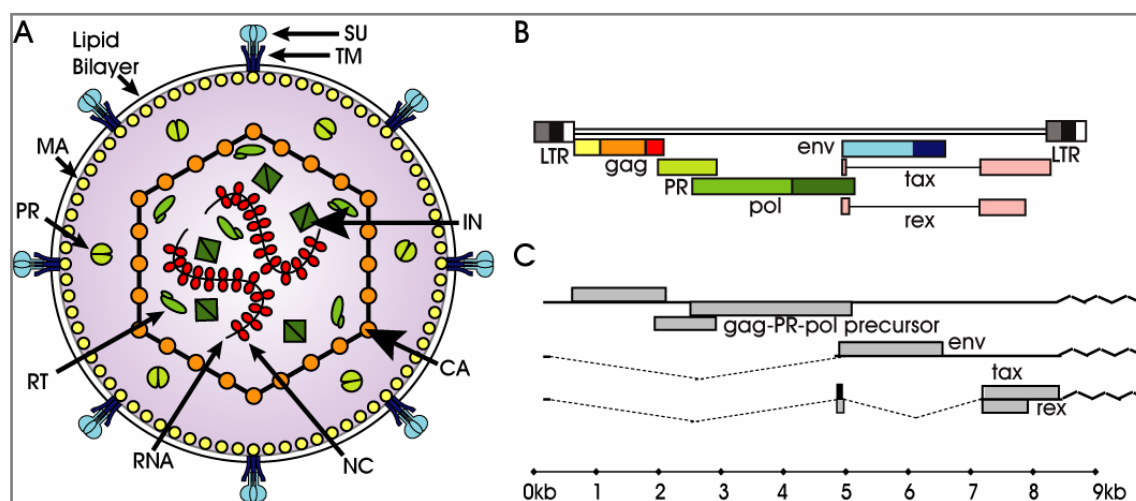 A
SU
TM
Lipid
Bilayer
MA
PR
IN
RT
CA
RNA
NC
B
LTR
gag
env
LTR
PR
tax
pol
rex
C
gag-PR-pol precursor
env
tax
rex
0kb 1 2 3 4 5 6 7 8 9kb